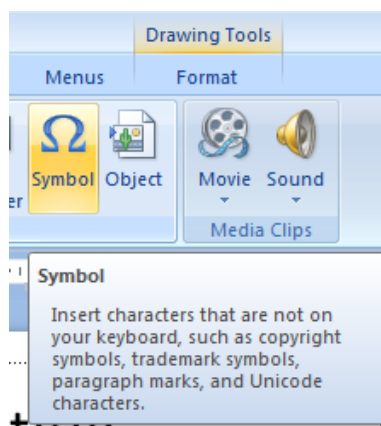 Drawing Tools
Menus Format
Symbol Object Movie Sound
er
Media Clips
Symbol
Insert characters that are not on
your keyboard, such as copyright
symbols, trademark symbols,
paragraph marks, and Unicode
characters.